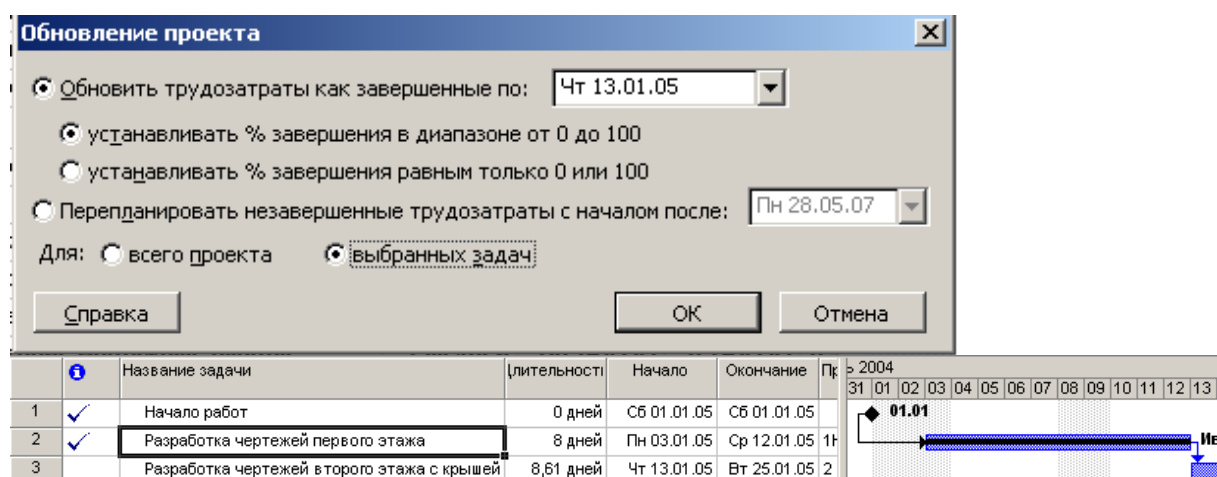 Обновление проекта
Обновить трудозатраты как завершенные по: Чт 13.01.05
устанавливать % завершения в диапазоне от 0 до 100
устанавливать % завершения равным только 0 или 100
Перепланировать незавершенные трудозатраты с началом после: Пн 28.05.07
Для: всего проекта выбранных задач
Справка ОК Отмена
Название задачи Длительность Начало Окончание Пр ь 2004
31 01 02 03 04 05 06 07 08 09 10 11 12 13
1 Начало работ 0 дней Сб 01.01.05 Сб 01.01.05 01.01
2 Разработка чертежей первого этажа 8 дней Пн 03.01.05 Ср 12.01.05 1Н Ив
3 Разработка чертежей второго этажа с крышей 8,61 дней Чт 13.01.05 Вт 25.01.05 2